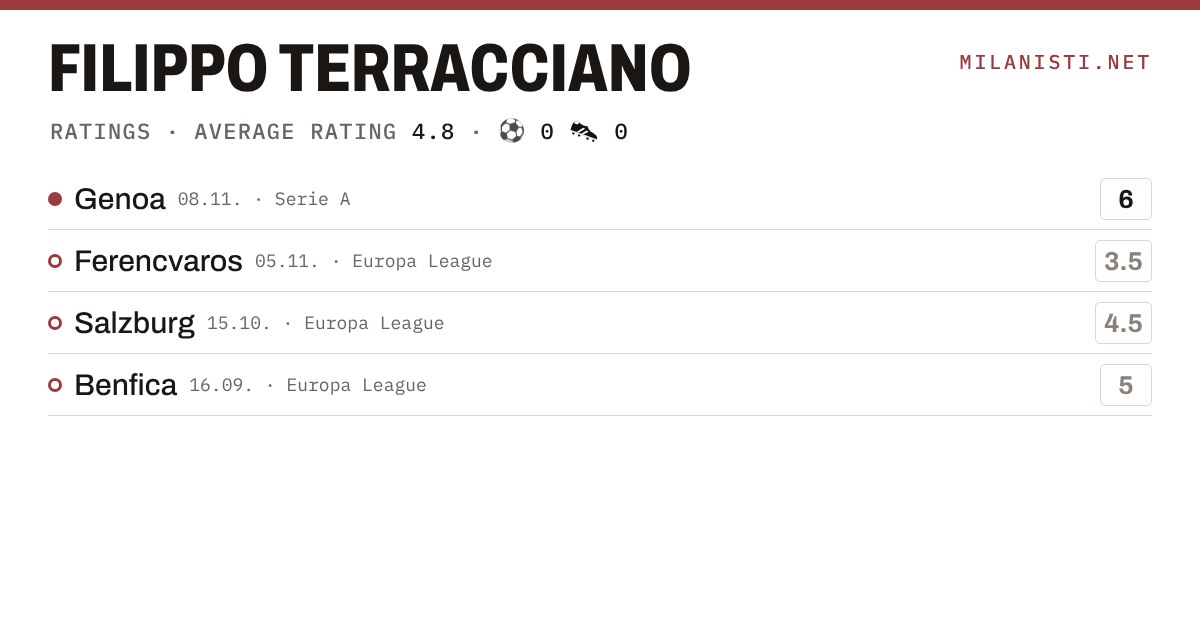 FILIPPO TERRACCIANO
MILANISTI.NET
RATINGS · AVERAGE RATING 4.8 · ⚽ 0 👟 0
Genoa 08.11. · Serie A 6
Ferencvaros 05.11. · Europa League 3.5
Salzburg 15.10. · Europa League 4.5
Benfica 16.09. · Europa League 5